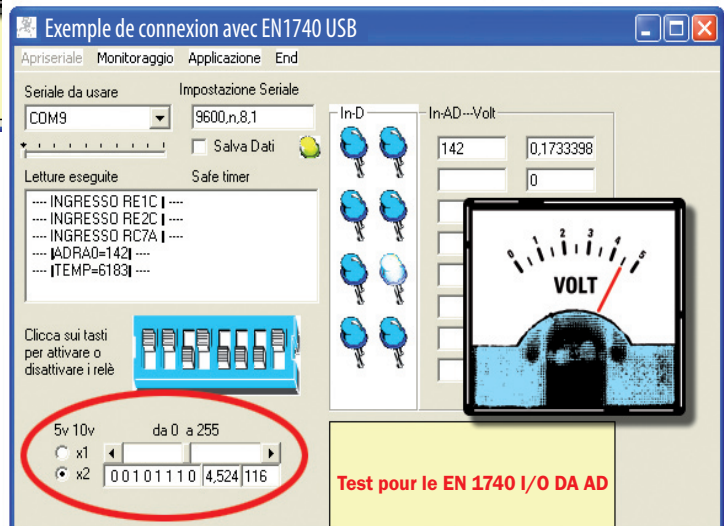 Exemple de connexion avec EN1740 USB
Apriseriale Monitoraggio Applicazione End
Seriale da usare
Impostazione Seriale
COM9
9600,n,8,1
Salva Dati
Letture eseguite
Safe timer
---- INGRESSO RE1C | ----
---- INGRESSO RE2C | ----
---- INGRESSO RC7A | ----
---- |ADRA0=142| ----
---- |TEMP=6183| ----
Clicca sui tasti
per attivare o
disattivare i relè
In-D
In-AD---Volt
142
0,1733398
0
0 1 2 3 4 5
VOLT
5v 10v
da 0 a 255
x1
x2
00101110
4,524
116
Test pour le EN 1740 I/O DA AD